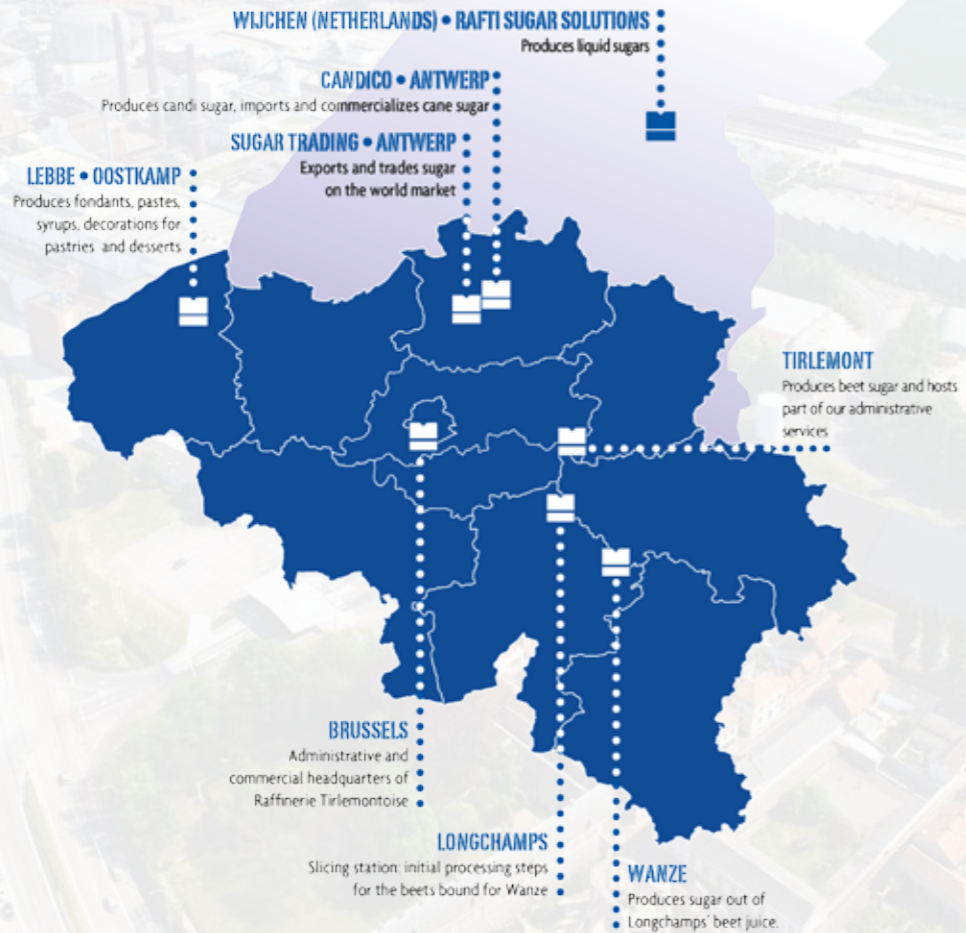 WIJCHEN (NETHERLANDS) • RAFTI SUGAR SOLUTIONS
Produces liquid sugars
CANDICO • ANTWERP
Produces candi sugar, imports and commercializes cane sugar
SUGAR TRADING • ANTWERP
Exports and trades sugar
on the world market
LEBBE • OOSTKAMP
Produces fondants, pastes,
syrups, decorations for
pastries and desserts
TIRLEMONT
Produces beet sugar and hosts
part of our administrative
services
BRUSSELS
Administrative and
commercial headquarters of
Raffinerie Tirlemontoise
LONGCHAMPS
Slicing station: initial processing steps
for the beets bound for Wanze
WANZE
Produces sugar out of
Longchamps' beet juice.